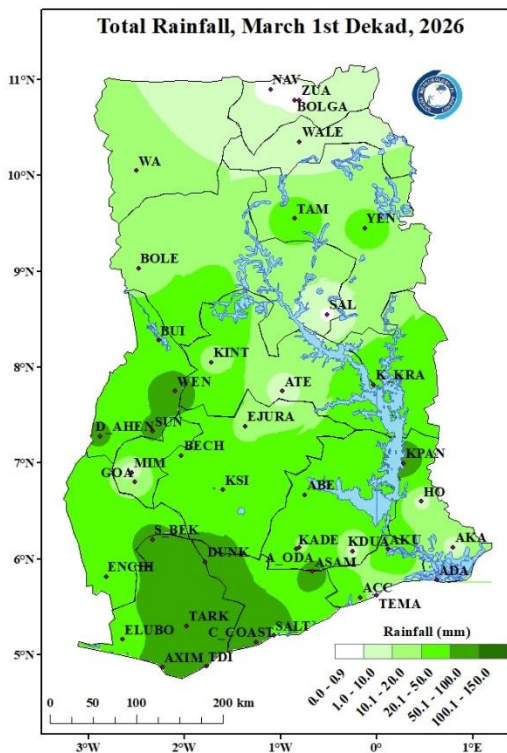 Total Rainfall, March 1st Dekad, 2026
11°N
NAV
ZUA
BOLGA
WALE
10°N
WA
TAM
YEN
9°N
BOLE
SAL
BUI
8°N
KINT
WEN
ATE
K_KRA
EJURA
D_AHEN
SUN
BECH
KPAN
7°N
GOA
MIM
KSI
ABE
HO
S_BEK
DUNK
KADE
KDUA
AKU
AKA
6°N
A_ODA
ASAM
ENCHI
ADA
ACC
TEMA
TARK
ELUBO
C_COAST
SALT
5°N
AXIM
TDI
Rainfall (mm)
0.0 - 0.9
1.0 - 10.0
10.1 - 20.0
20.1 - 50.0
50.1 - 100.0
100.1 - 150.0
0 50 100 200 km
3°W 2°W 1°W 0° 1°E